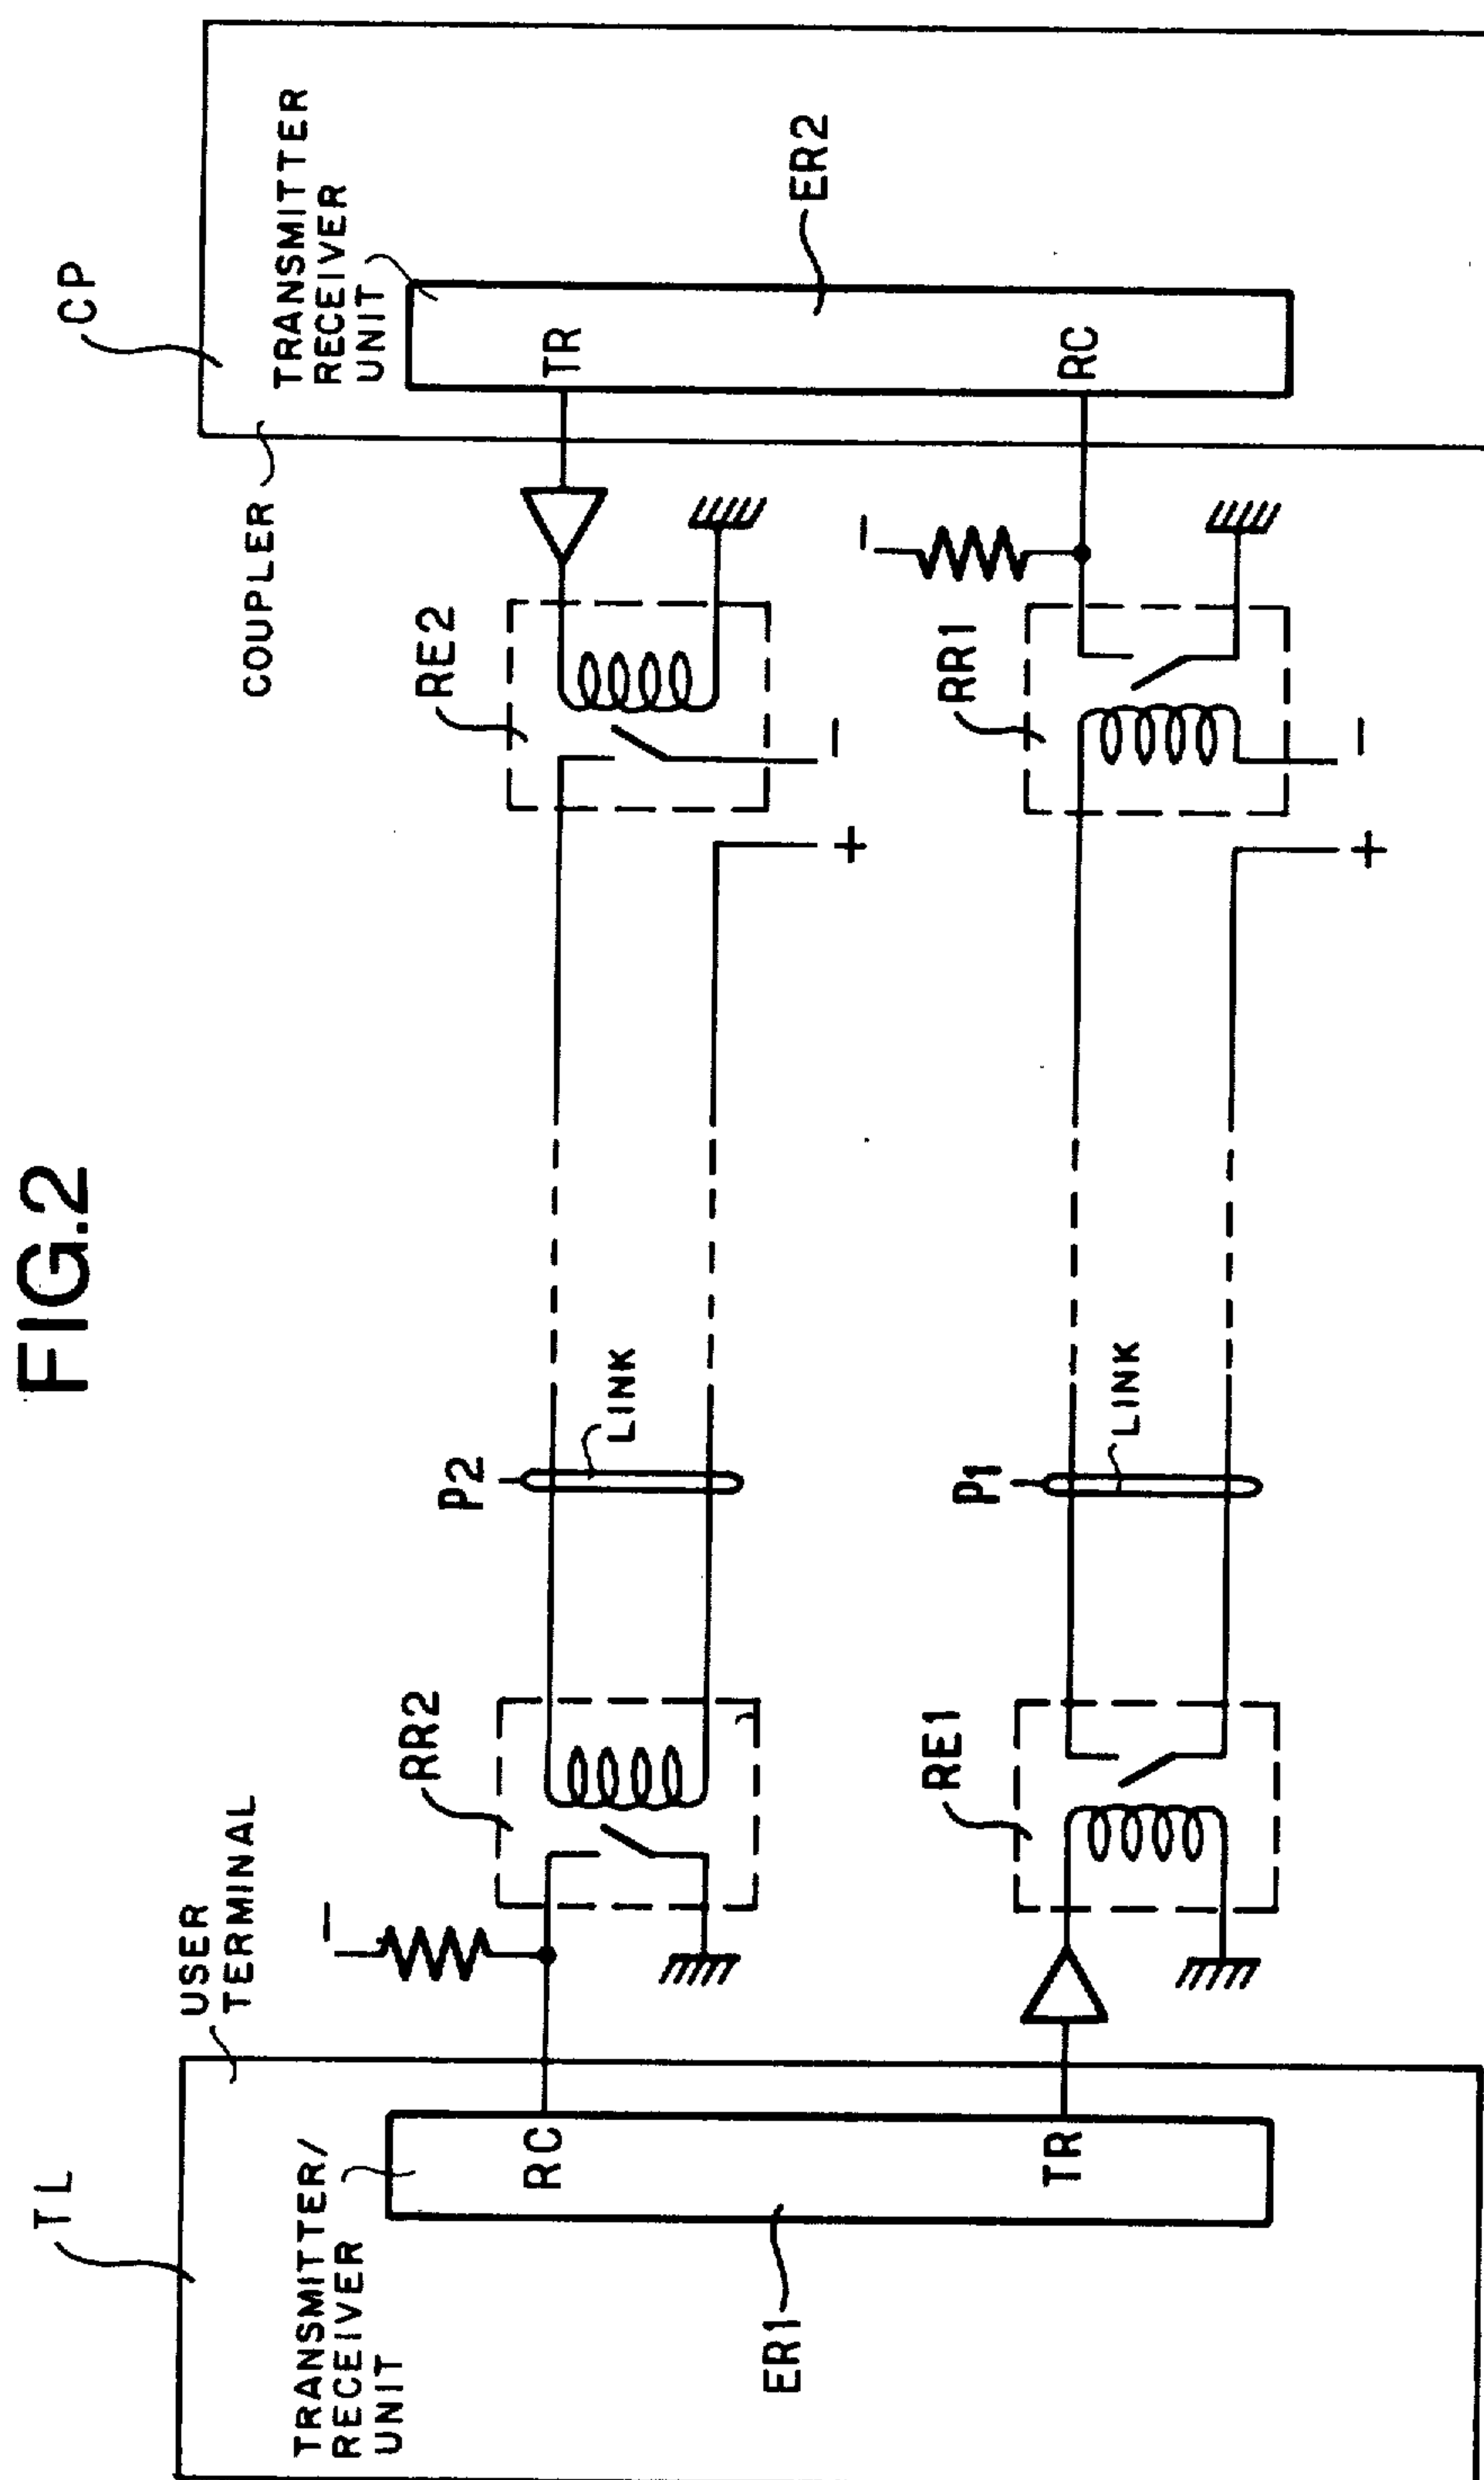 FIG.2
TL
USER
TERMINAL
TRANSMITTER/
RECEIVER
UNIT
RC
TR
ER1
RR2
–
RE1
P2
LINK
P1
LINK
RE2
–
+
RR1
–
–
+
COUPLER
CP
TRANSMITTER
RECEIVER
UNIT
TR
RC
ER2